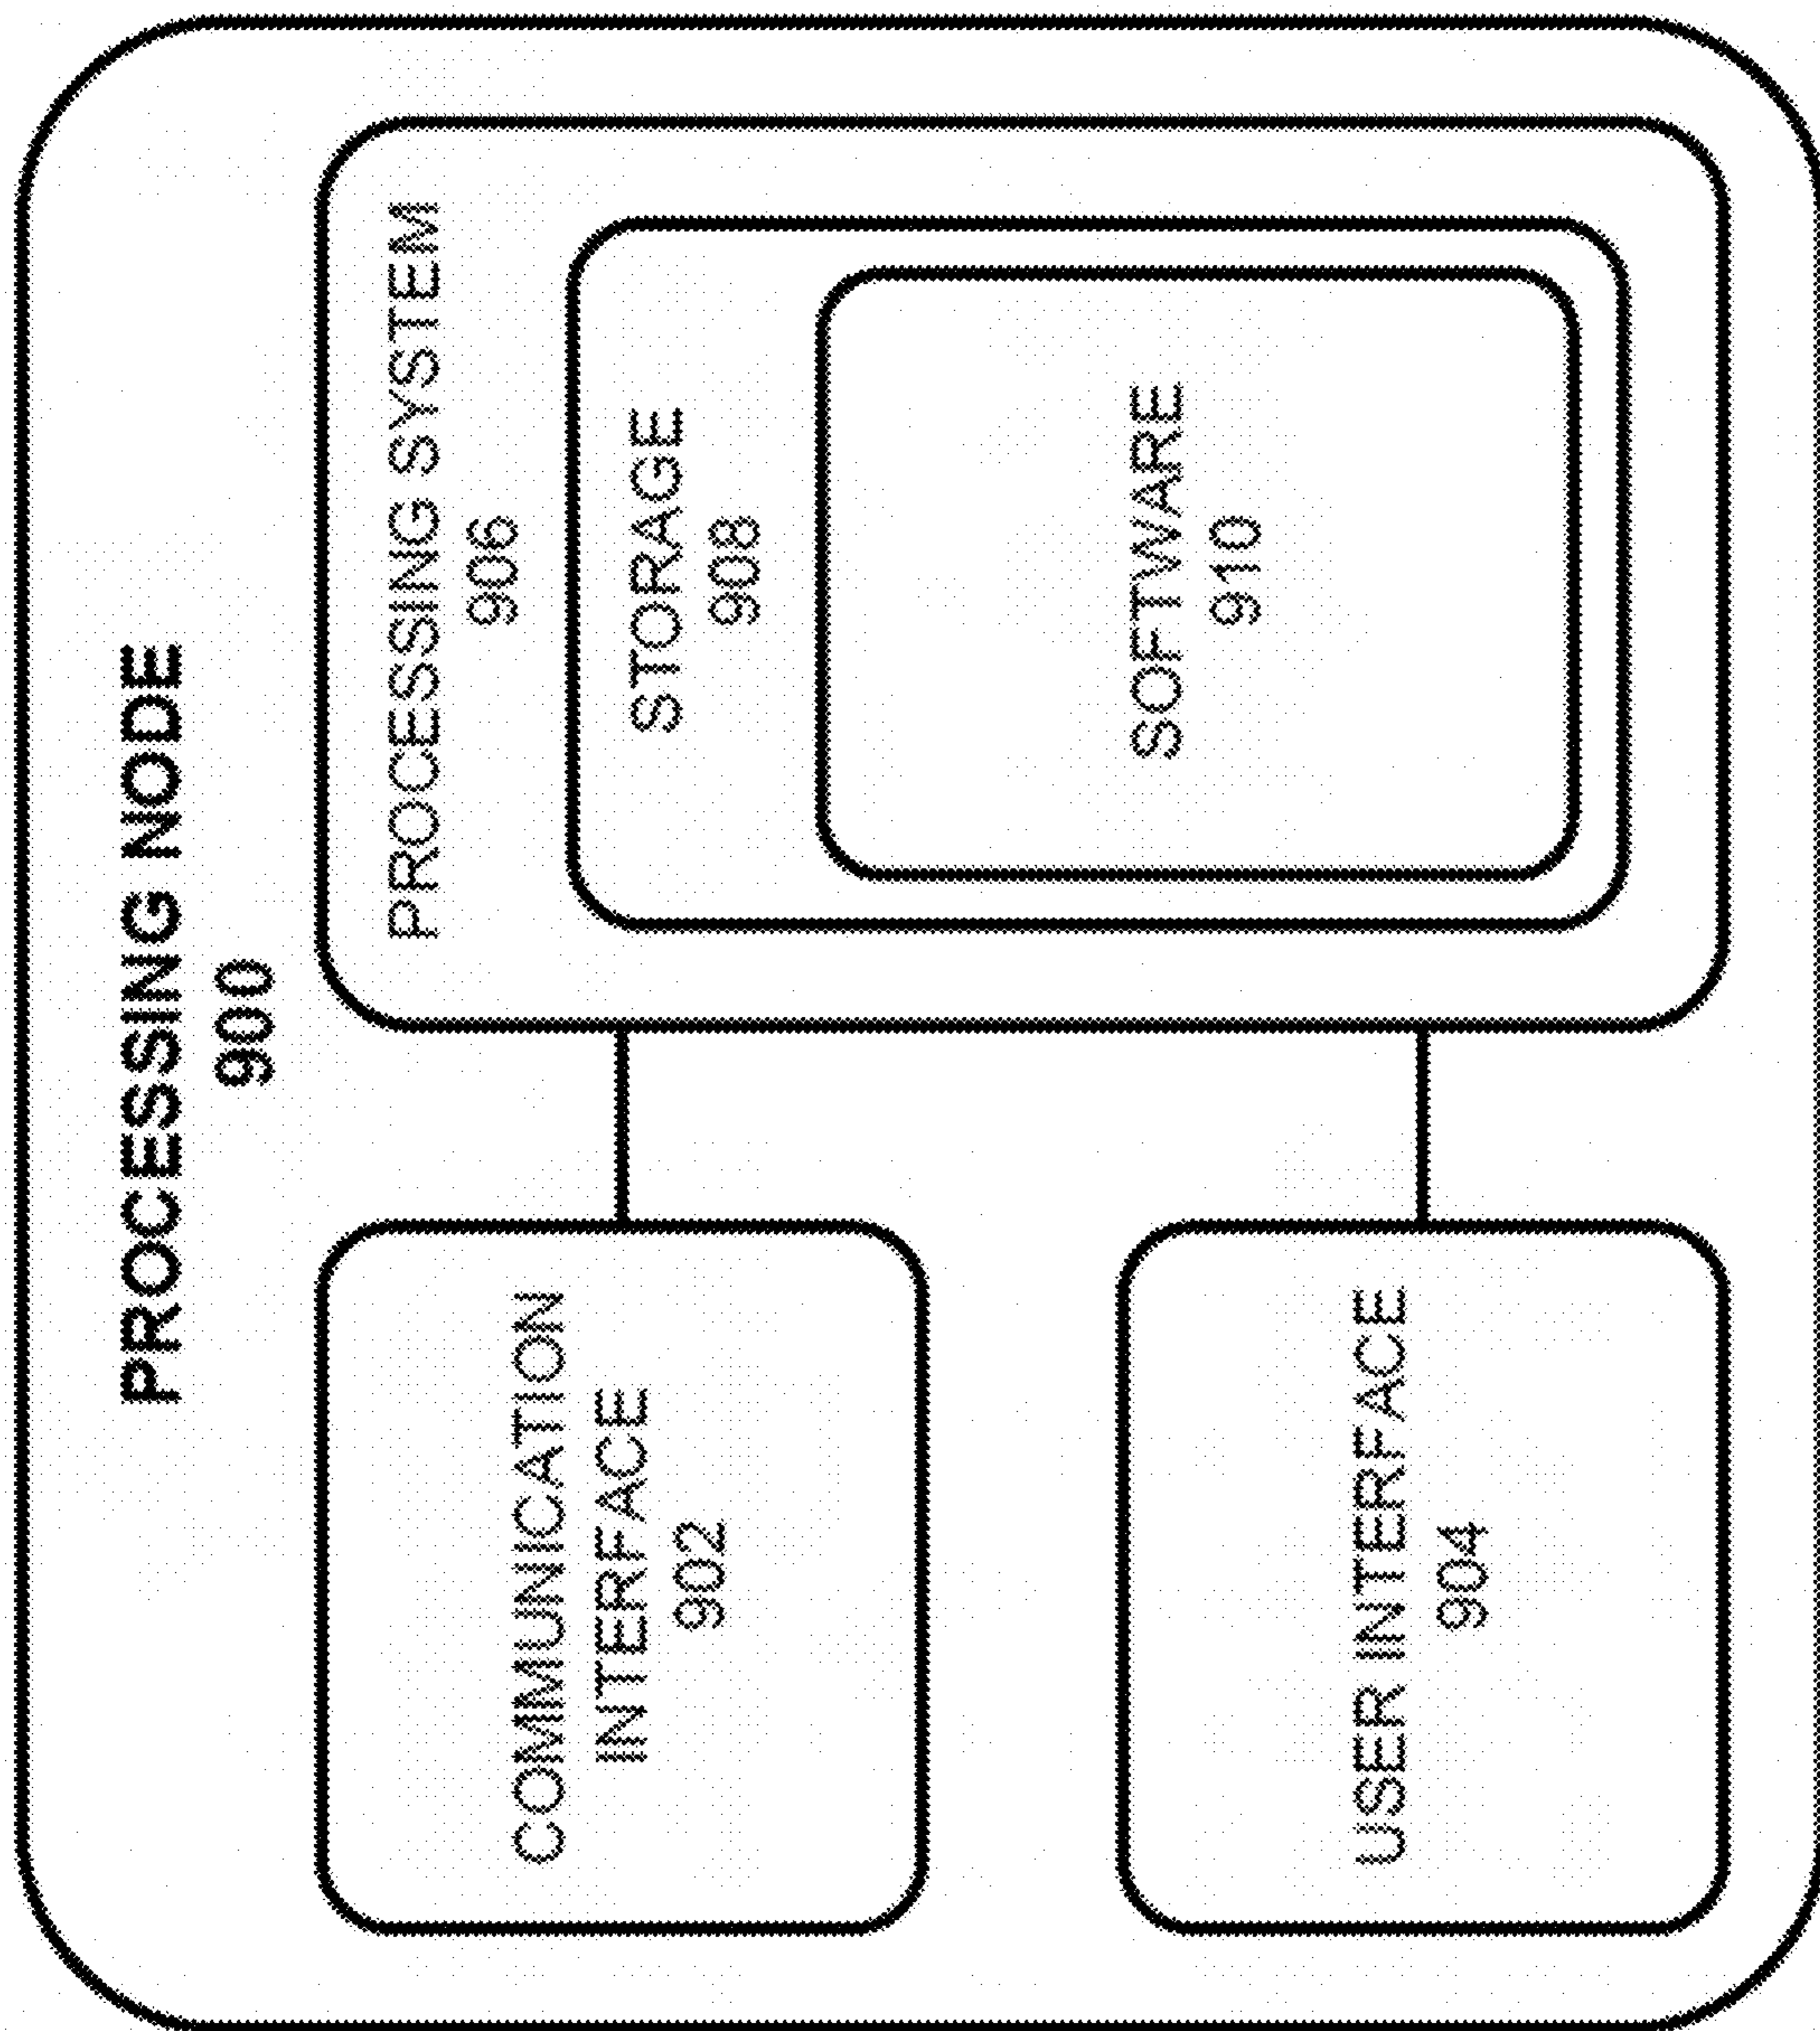 PROCESSING NODE
900
COMMUNICATION
INTERFACE
902
USER INTERFACE
904
PROCESSING SYSTEM
906
STORAGE
908
SOFTWARE
910